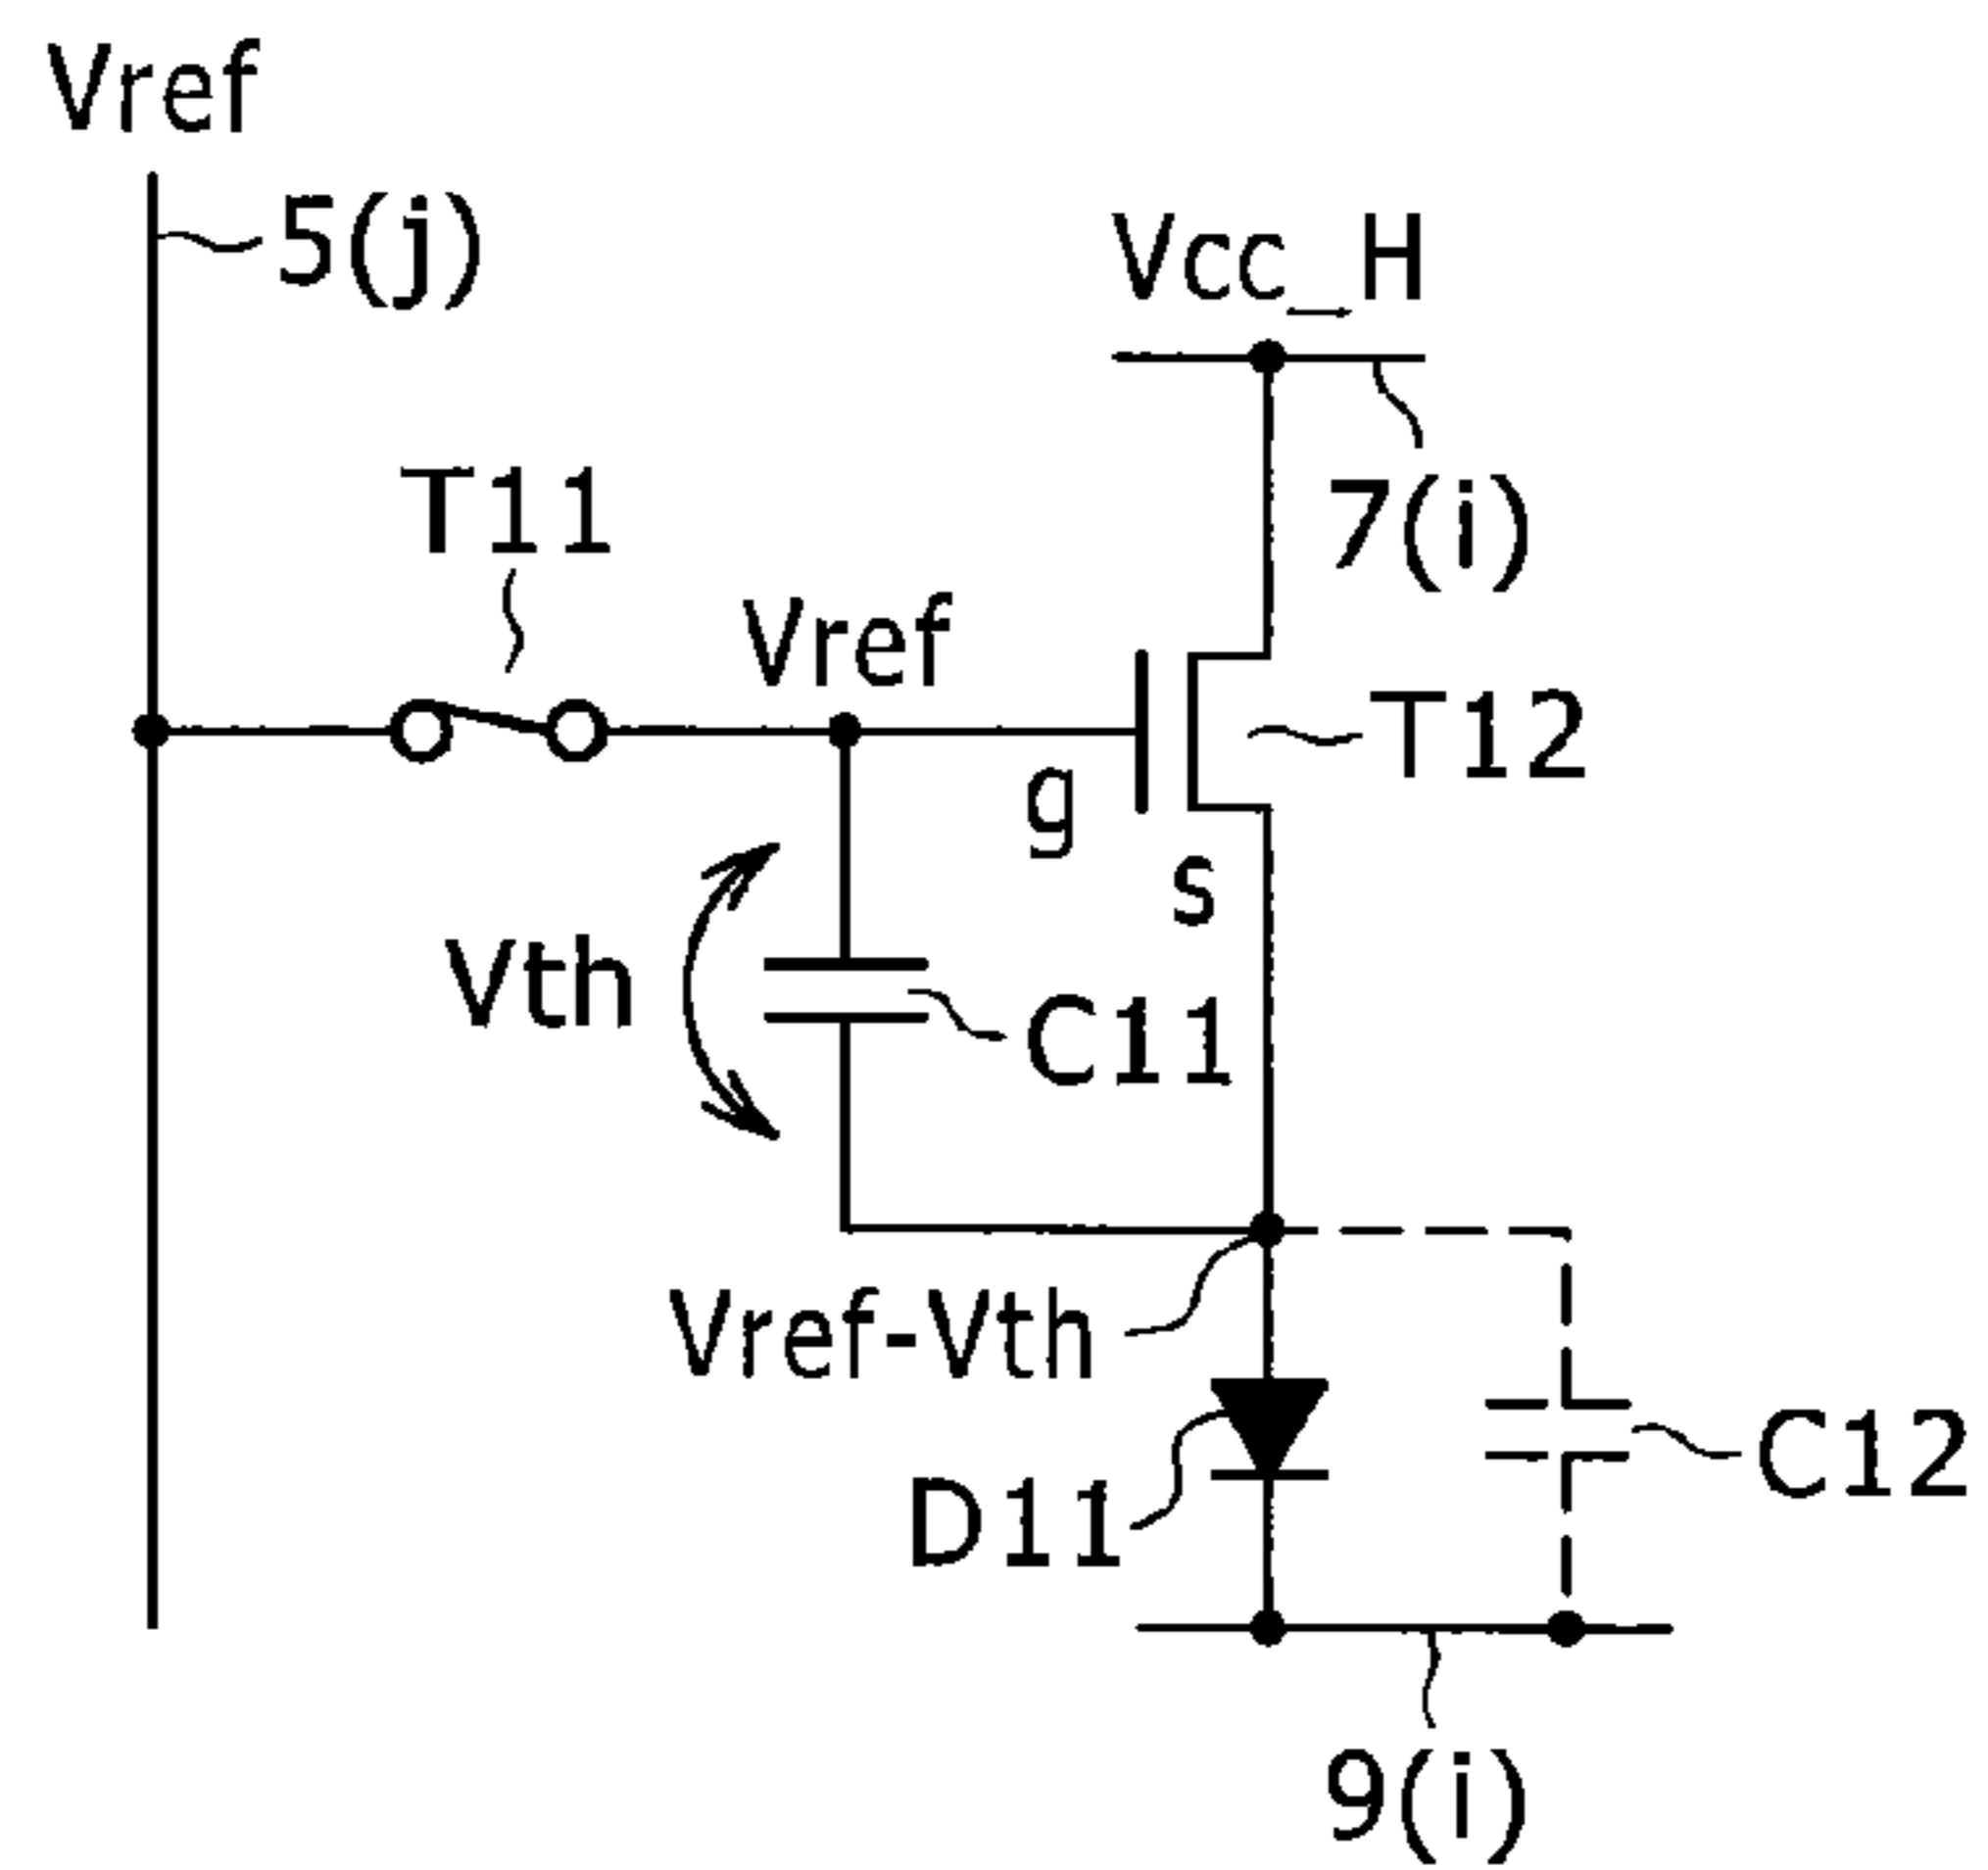 Vref
5(j)
Vcc_H
7(i)
T11
Vref
T12
g
s
Vth
C11
Vref-Vth
D11
C12
9(i)